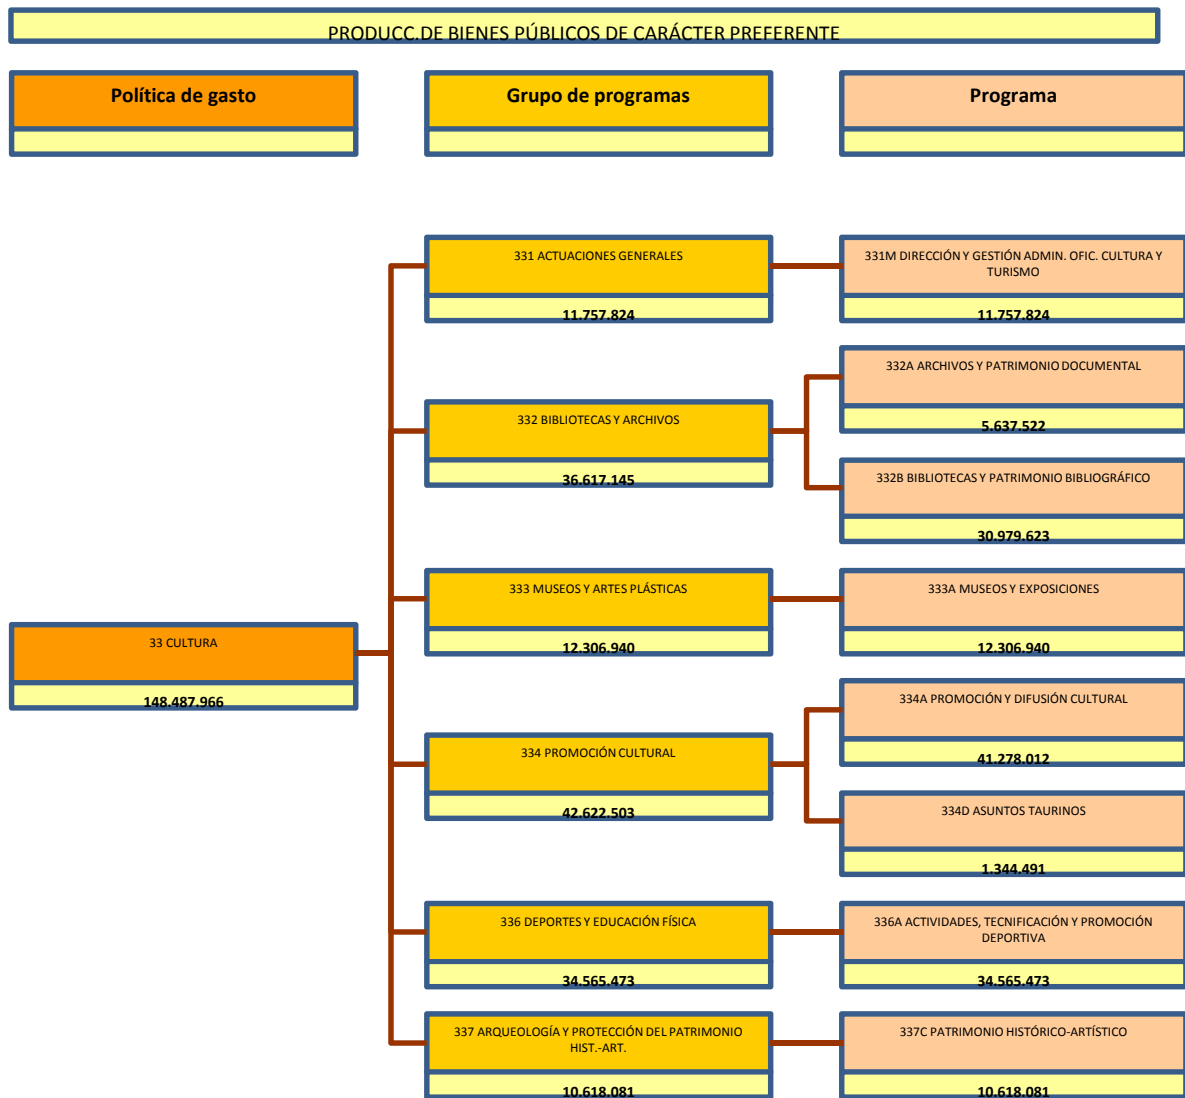 PRODUCC.DE BIENES PÚBLICOS DE CARÁCTER PREFERENTE
Política de gasto
Grupo de programas
Programa
331 ACTUACIONES GENERALES
11.757.824
331M DIRECCIÓN Y GESTIÓN ADMIN. OFIC. CULTURA Y
TURISMO
11.757.824
332A ARCHIVOS Y PATRIMONIO DOCUMENTAL
5.637.522
332 BIBLIOTECAS Y ARCHIVOS
36.617.145
332B BIBLIOTECAS Y PATRIMONIO BIBLIOGRÁFICO
30.979.623
333 MUSEOS Y ARTES PLÁSTICAS
12.306.940
333A MUSEOS Y EXPOSICIONES
12.306.940
33 CULTURA
148.487.966
334A PROMOCIÓN Y DIFUSIÓN CULTURAL
41.278.012
334 PROMOCIÓN CULTURAL
42.622.503
334D ASUNTOS TAURINOS
1.344.491
336 DEPORTES Y EDUCACIÓN FÍSICA
34.565.473
336A ACTIVIDADES, TECNIFICACIÓN Y PROMOCIÓN
DEPORTIVA
34.565.473
337 ARQUEOLOGÍA Y PROTECCIÓN DEL PATRIMONIO
HIST.-ART.
10.618.081
337C PATRIMONIO HISTÓRICO-ARTÍSTICO
10.618.081